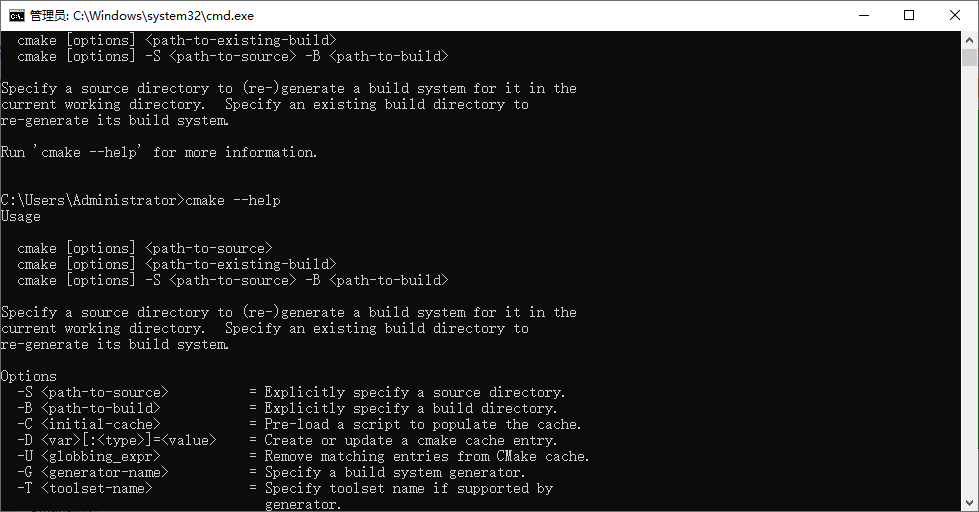 管理员: C:\Windows\system32\cmd.exe
cmake [options] <path-to-existing-build>
cmake [options] -S <path-to-source> -B <path-to-build>
Specify a source directory to (re-)generate a build system for it in the
current working directory.  Specify an existing build directory to
re-generate its build system.
Run 'cmake --help' for more information.
C:\Users\Administrator>cmake --help
Usage
cmake [options] <path-to-source>
cmake [options] <path-to-existing-build>
cmake [options] -S <path-to-source> -B <path-to-build>
Specify a source directory to (re-)generate a build system for it in the
current working directory.  Specify an existing build directory to
re-generate its build system.
Options
-S <path-to-source>          = Explicitly specify a source directory.
-B <path-to-build>           = Explicitly specify a build directory.
-C <initial-cache>           = Pre-load a script to populate the cache.
-D <var>[:<type>]=<value>    = Create or update a cmake cache entry.
-U <globbing_expr>           = Remove matching entries from CMake cache.
-G <generator-name>          = Specify a build system generator.
-T <toolset-name>            = Specify toolset name if supported by
generator.